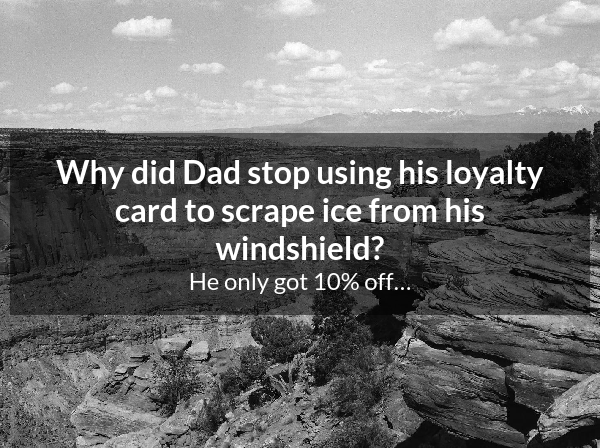 Why did Dad stop using his loyalty
card to scrape ice from his
windshield?
He only got 10% off...